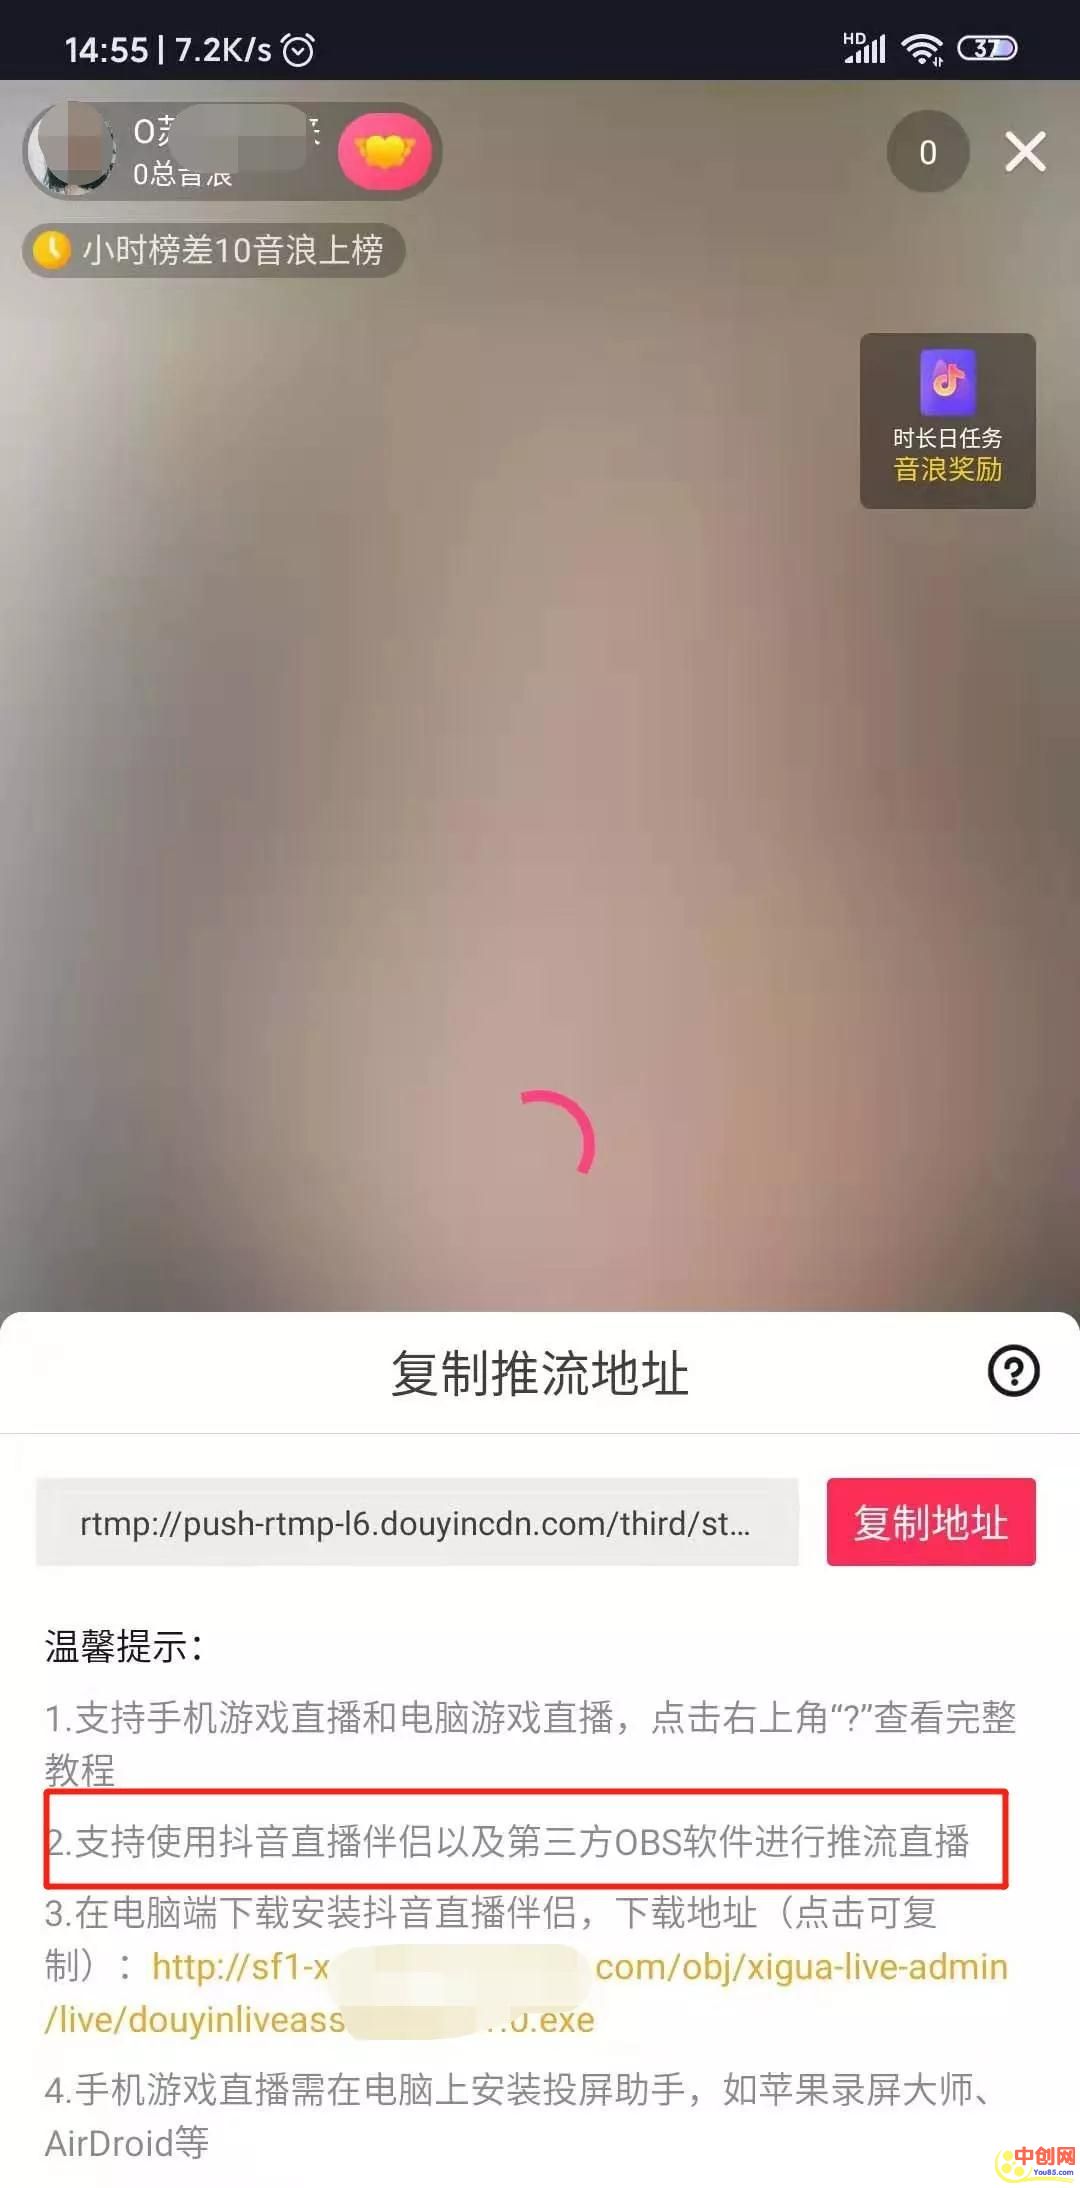 14:55 | 7.2K/s
HD
37
0
0总音浪
0
小时榜差10音浪上榜
时长日任务
音浪奖励
复制推流地址
?
rtmp://push-rtmp-l6.douyincdn.com/third/st...
复制地址
温馨提示：
1.支持手机游戏直播和电脑游戏直播，点击右上角“?”查看完整
教程
2.支持使用抖音直播伴侣以及第三方OBS软件进行推流直播
3.在电脑端下载安装抖音直播伴侣，下载地址（点击可复
制）：http://sf1-x com/obj/xigua-live-admin
/live/douyinliveass .0.exe
4.手机游戏直播需在电脑上安装投屏助手，如苹果录屏大师、
AirDroid等
中创网
You85.com